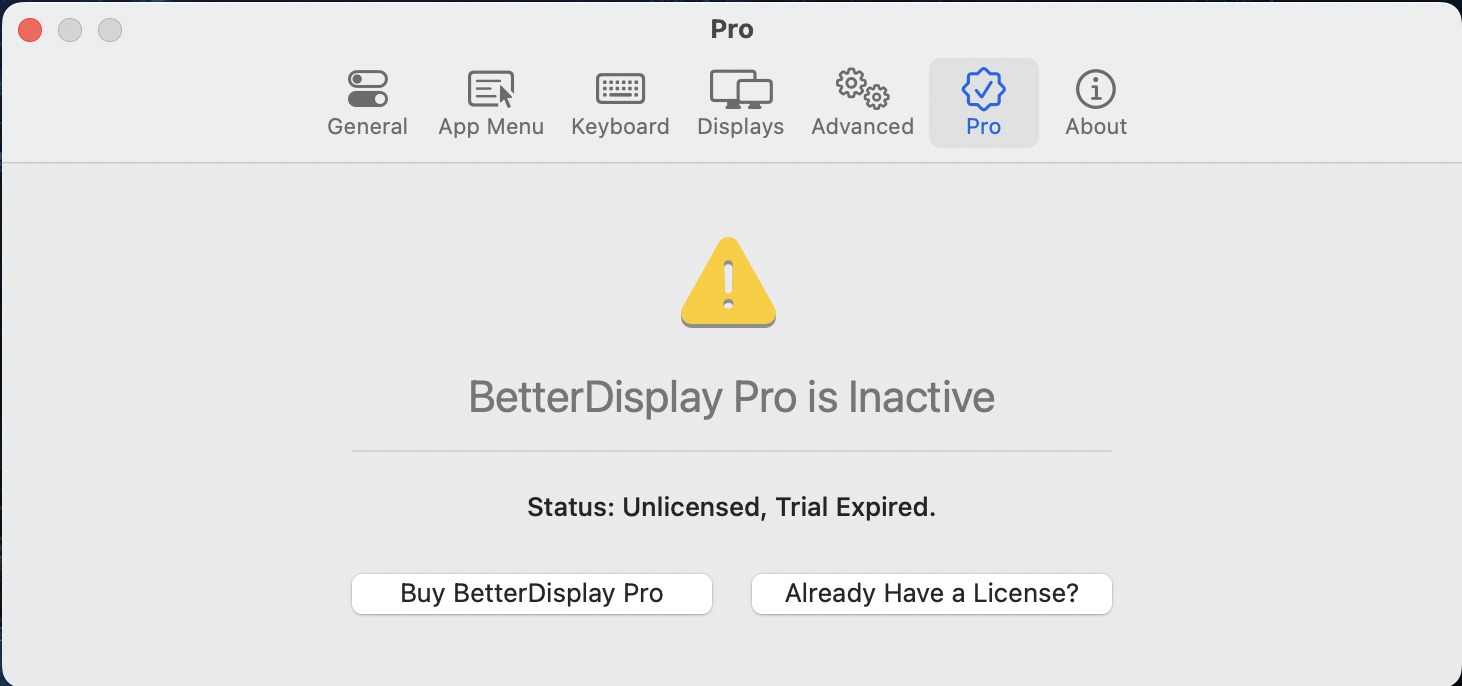 Pro
General App Menu Keyboard Displays Advanced Pro About
BetterDisplay Pro is Inactive
Status: Unlicensed, Trial Expired.
Buy BetterDisplay Pro Already Have a License?